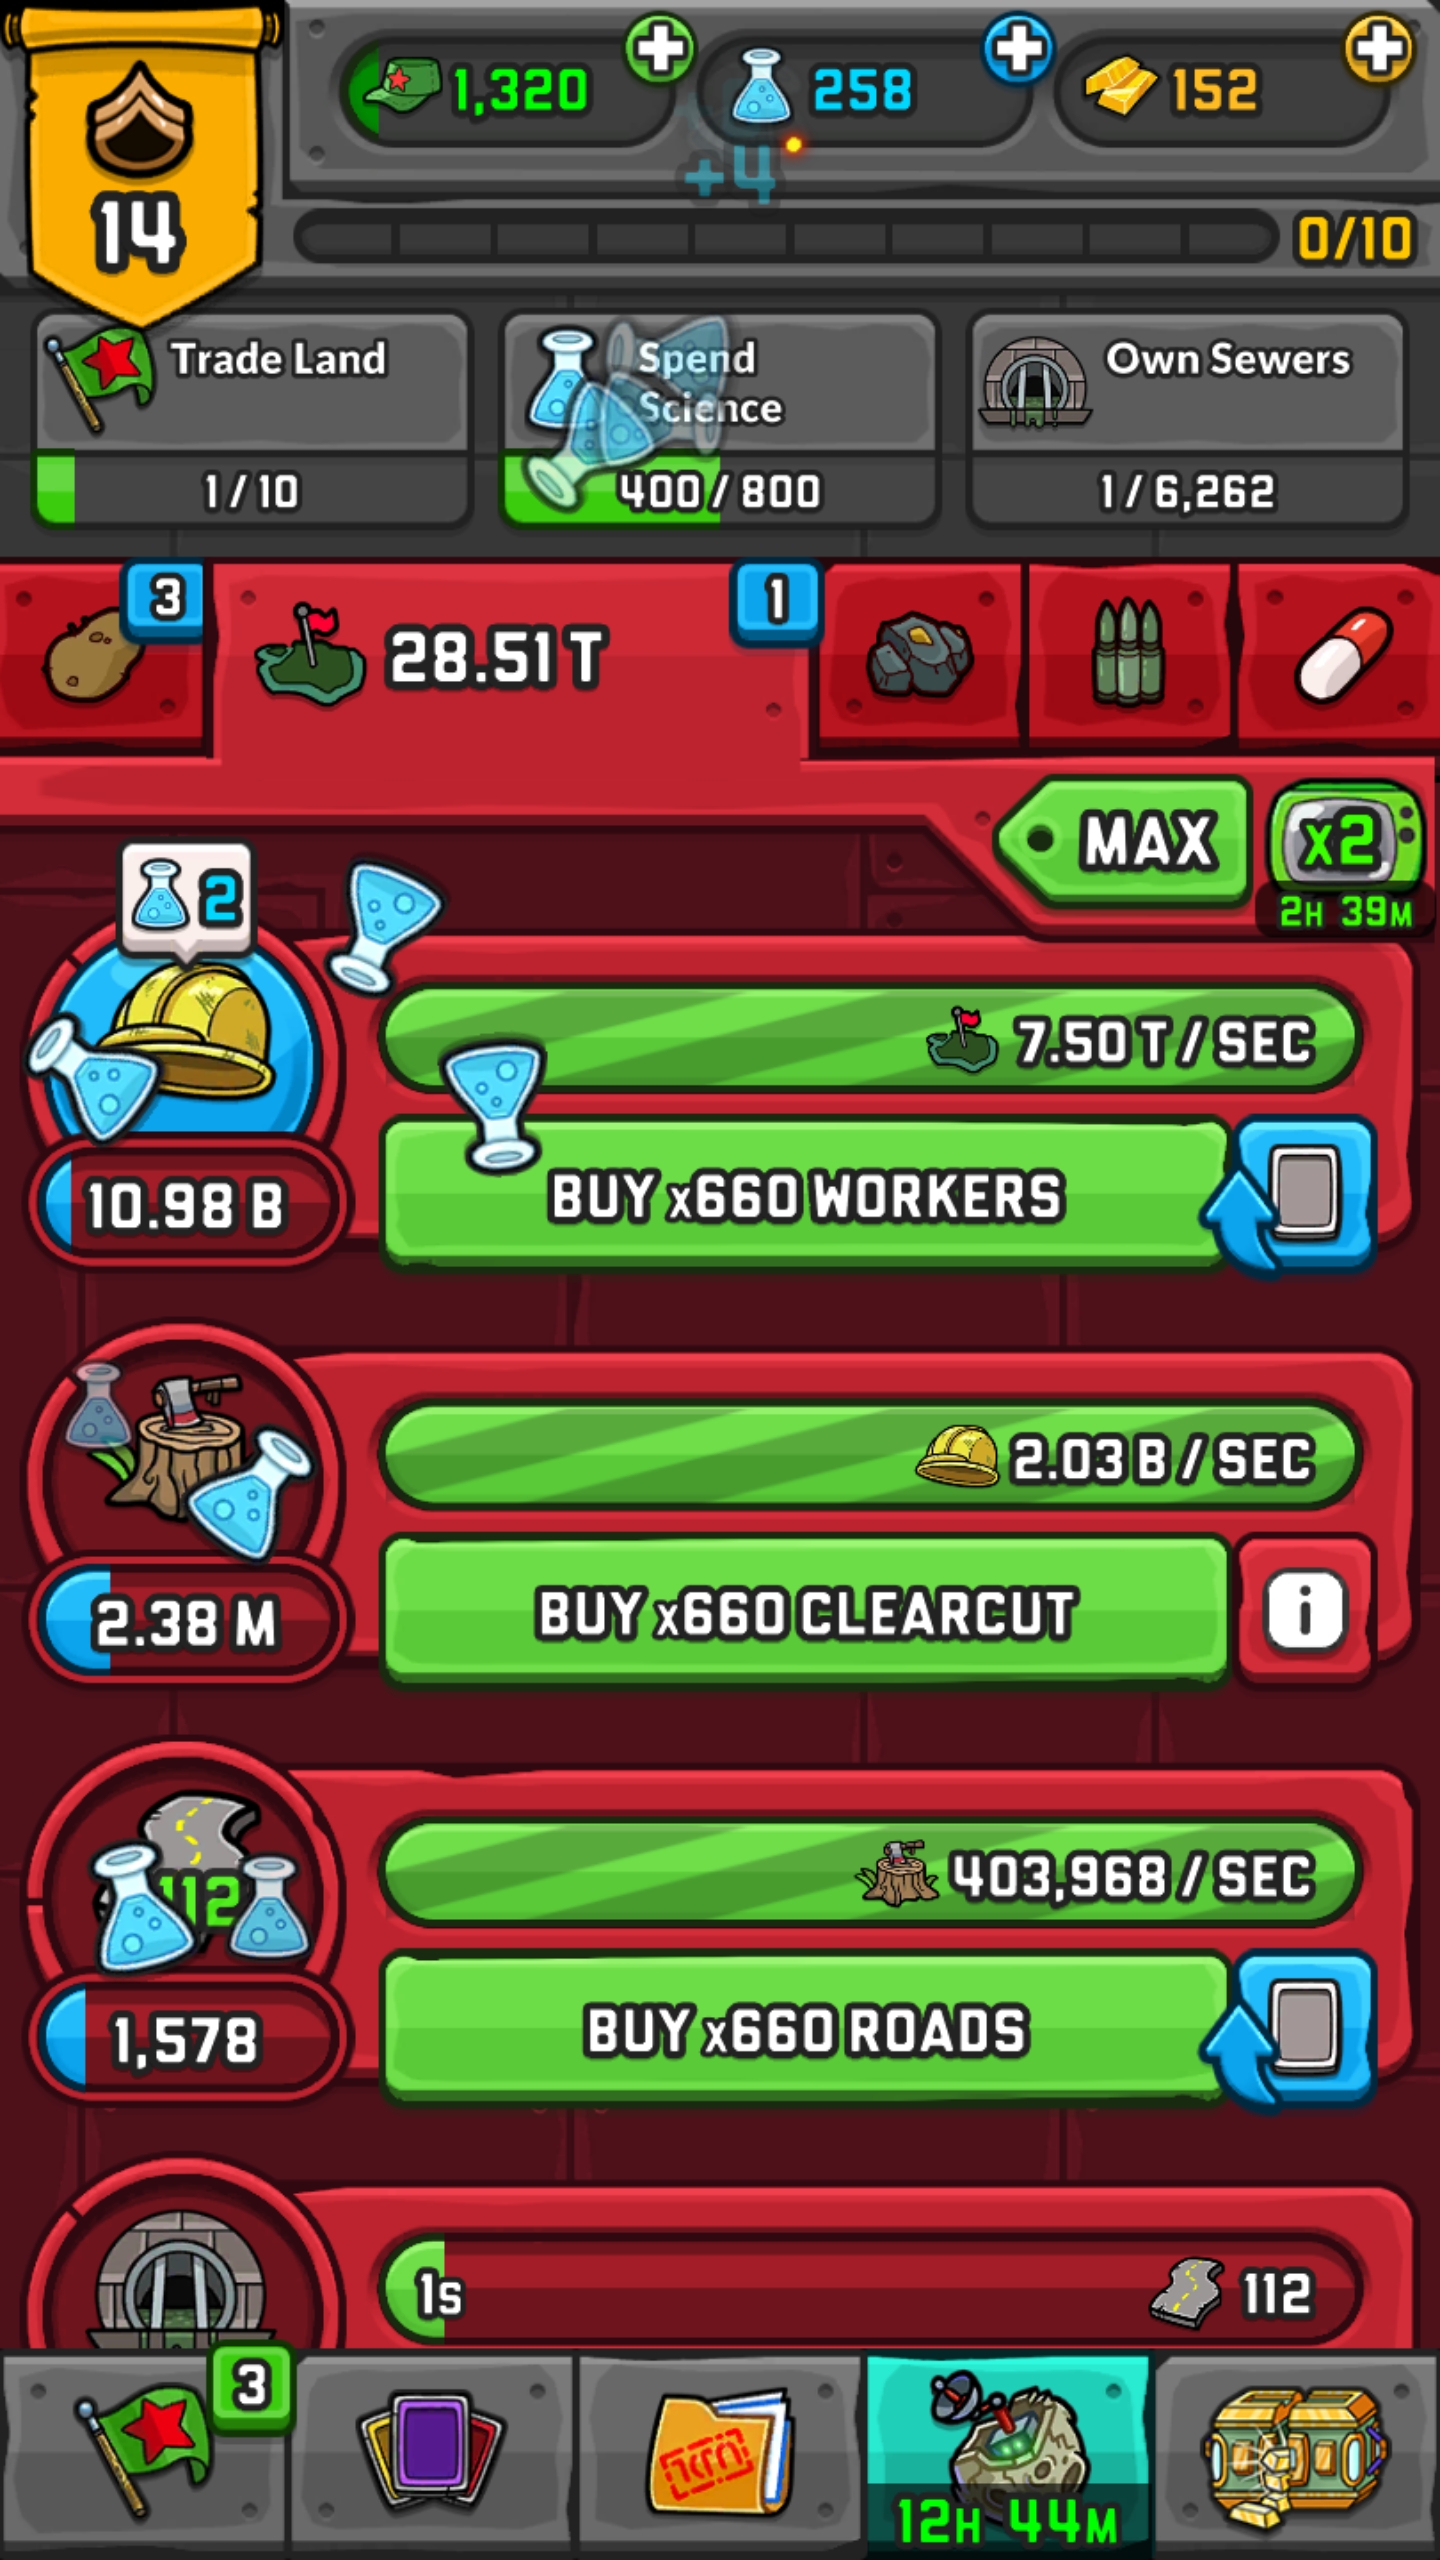 14
1,320
258
152
+4
0/10
Trade Land
1/10
Spend
Science
400/800
Own Sewers
1/6,262
3
28.51 T
1
MAX
x2
2H 39M
2
7.50 T / SEC
10.98 B
BUY x660 WORKERS
2.03 B / SEC
2.38 M
BUY x660 CLEARCUT
i
112
403,968 / SEC
1,578
BUY x660 ROADS
1s
112
3
12H 44M